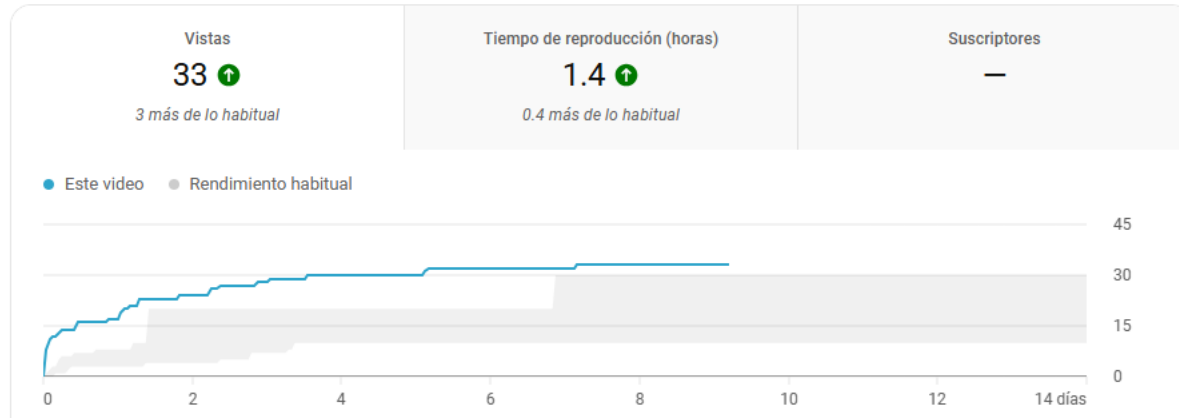 Vistas
33
3 más de lo habitual
Tiempo de reproducción (horas)
1.4
0.4 más de lo habitual
Suscriptores
—
Este video
Rendimiento habitual
45
30
15
0
0 2 4 6 8 10 12 14 días